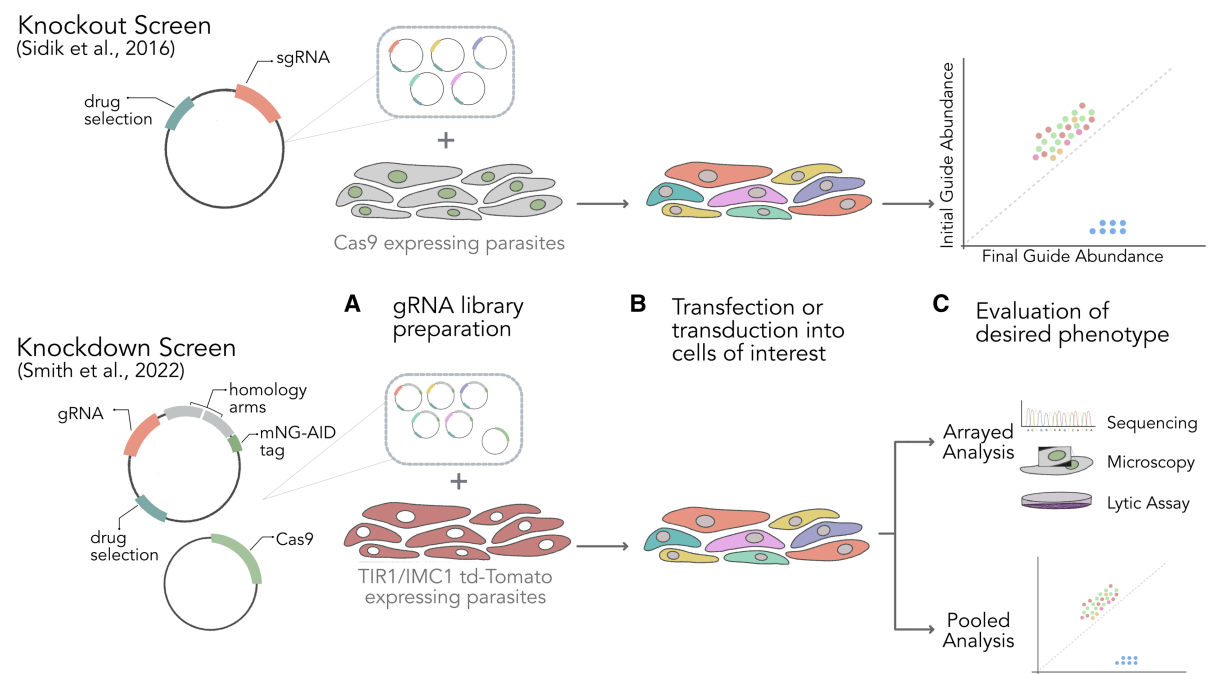 Knockout Screen
(Sidik et al., 2016)
sgRNA
drug
selection
+
Cas9 expressing parasites
Initial Guide Abundance
Final Guide Abundance
A
gRNA library
preparation
B
Transfection or
transduction into
cells of interest
C
Evaluation of
desired phenotype
Knockdown Screen
(Smith et al., 2022)
homology
arms
gRNA
mNG-AID
tag
drug
selection
Cas9
+
TIR1/IMC1 td-Tomato
expressing parasites
Arrayed
Analysis
Sequencing
Microscopy
Lytic Assay
Pooled
Analysis